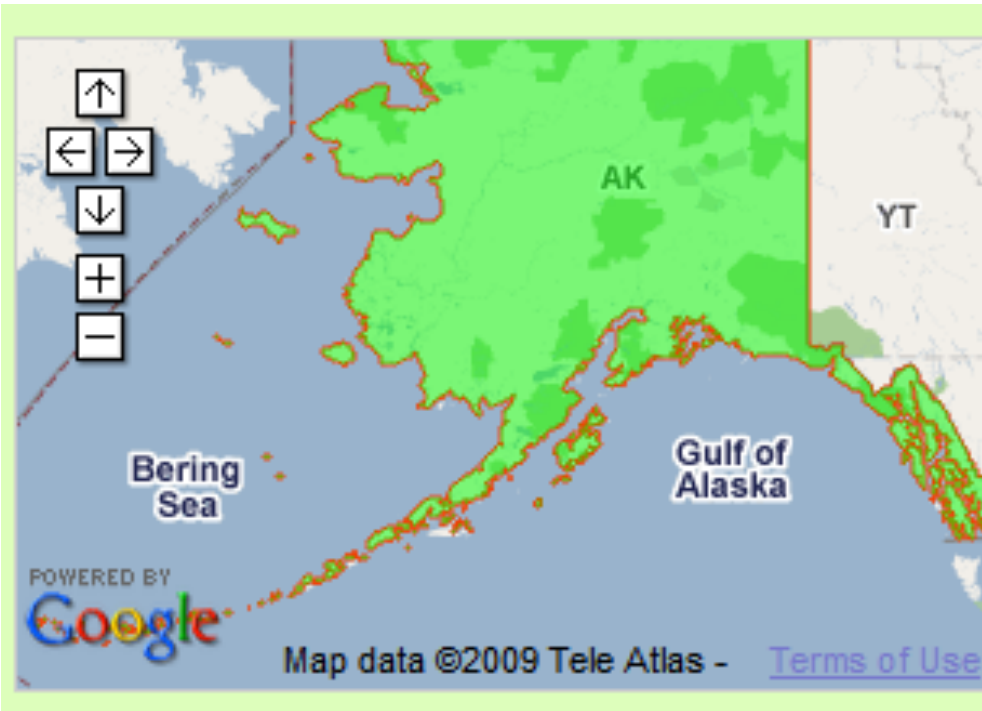 AK
YT
Gulf of
Alaska
Bering
Sea
POWERED BY
Google
Map data ©2009 Tele Atlas - Terms of Use